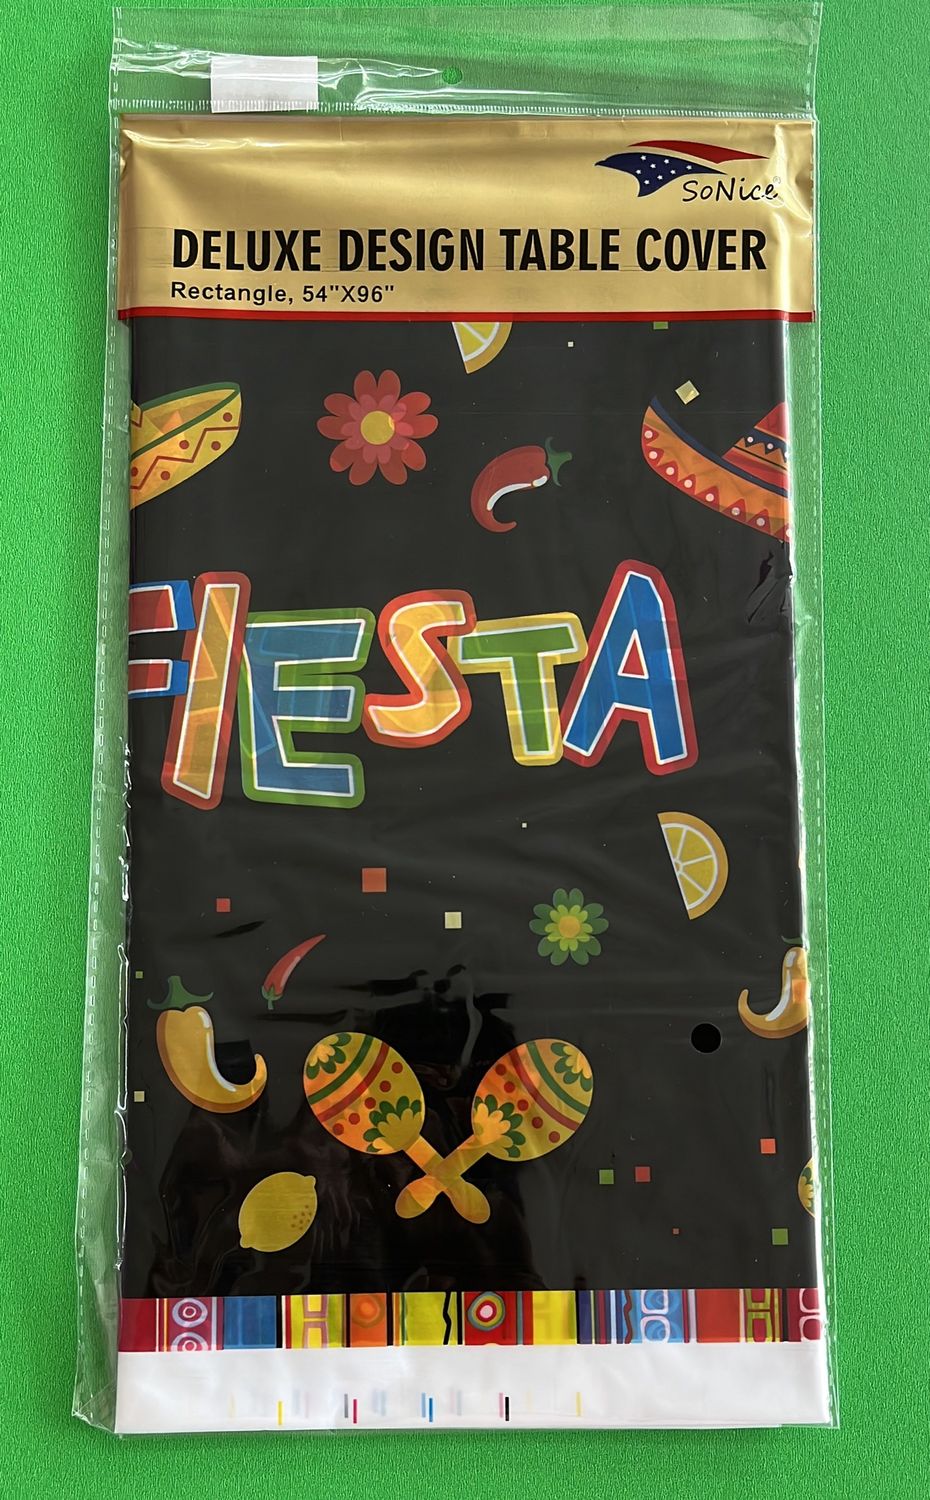 SoNice®
DELUXE DESIGN TABLE COVER
Rectangle, 54"X96"
FIESTA